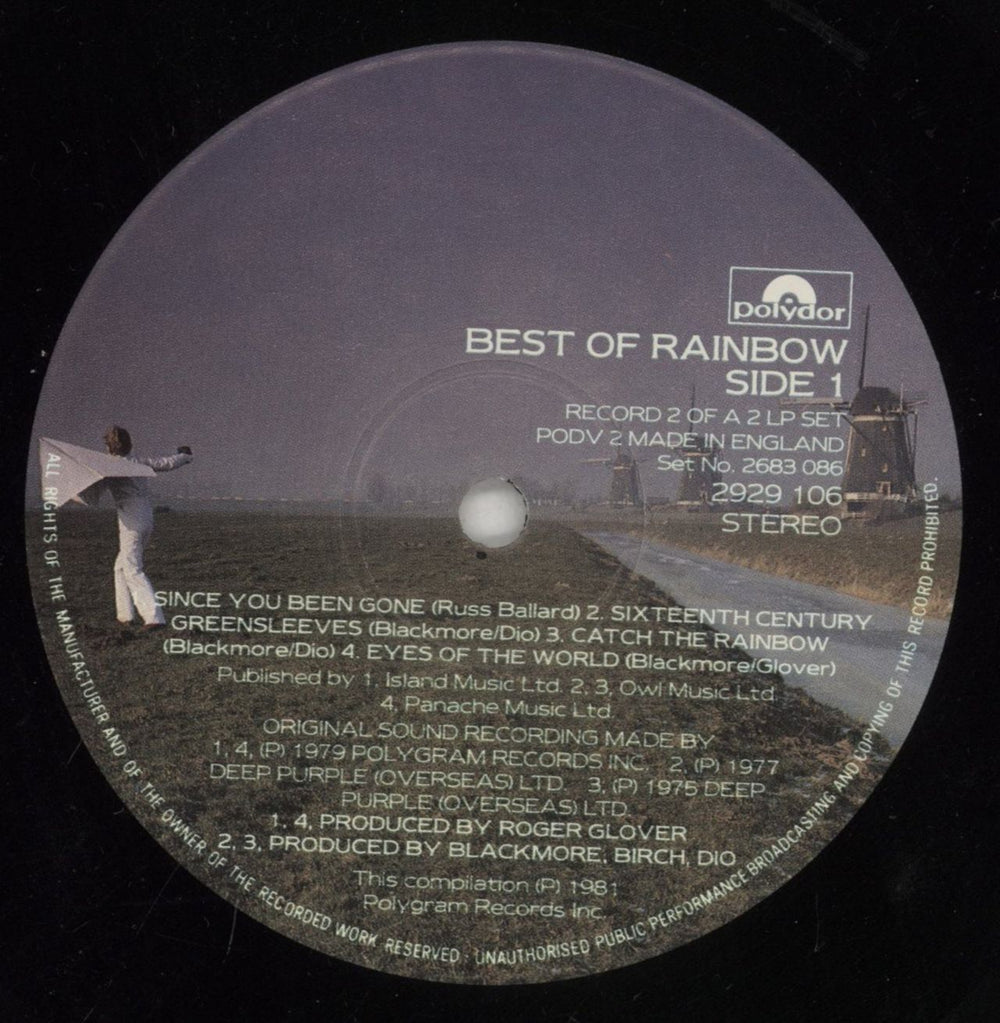 polydor
BEST OF RAINBOW
SIDE 1
RECORD 2 OF A 2 LP SET
PODV 2 MADE IN ENGLAND
Set No. 2683 086
2929 106
STEREO
SINCE YOU BEEN GONE (Russ Ballard) 2. SIXTEENTH CENTURY
GREENSLEEVES (Blackmore/Dio) 3. CATCH THE RAINBOW
(Blackmore/Dio) 4. EYES OF THE WORLD (Blackmore/Glover)
Published by 1. Island Music Ltd. 2, 3, Owl Music Ltd.
4, Panache Music Ltd.
ORIGINAL SOUND RECORDING MADE BY
1, 4, (P) 1979 POLYGRAM RECORDS INC. 2, (P) 1977
DEEP PURPLE (OVERSEAS) LTD. 3, (P) 1975 DEEP
PURPLE (OVERSEAS) LTD.
1, 4, PRODUCED BY ROGER GLOVER
2, 3, PRODUCED BY BLACKMORE, BIRCH, DIO
This compilation (P) 1981
Polygram Records Inc.
ALL RIGHTS OF THE MANUFACTURER AND OF THE OWNER OF THE RECORDED WORK RESERVED · UNAUTHORISED PUBLIC PERFORMANCE BROADCASTING AND COPYING OF THIS RECORD PROHIBITED.